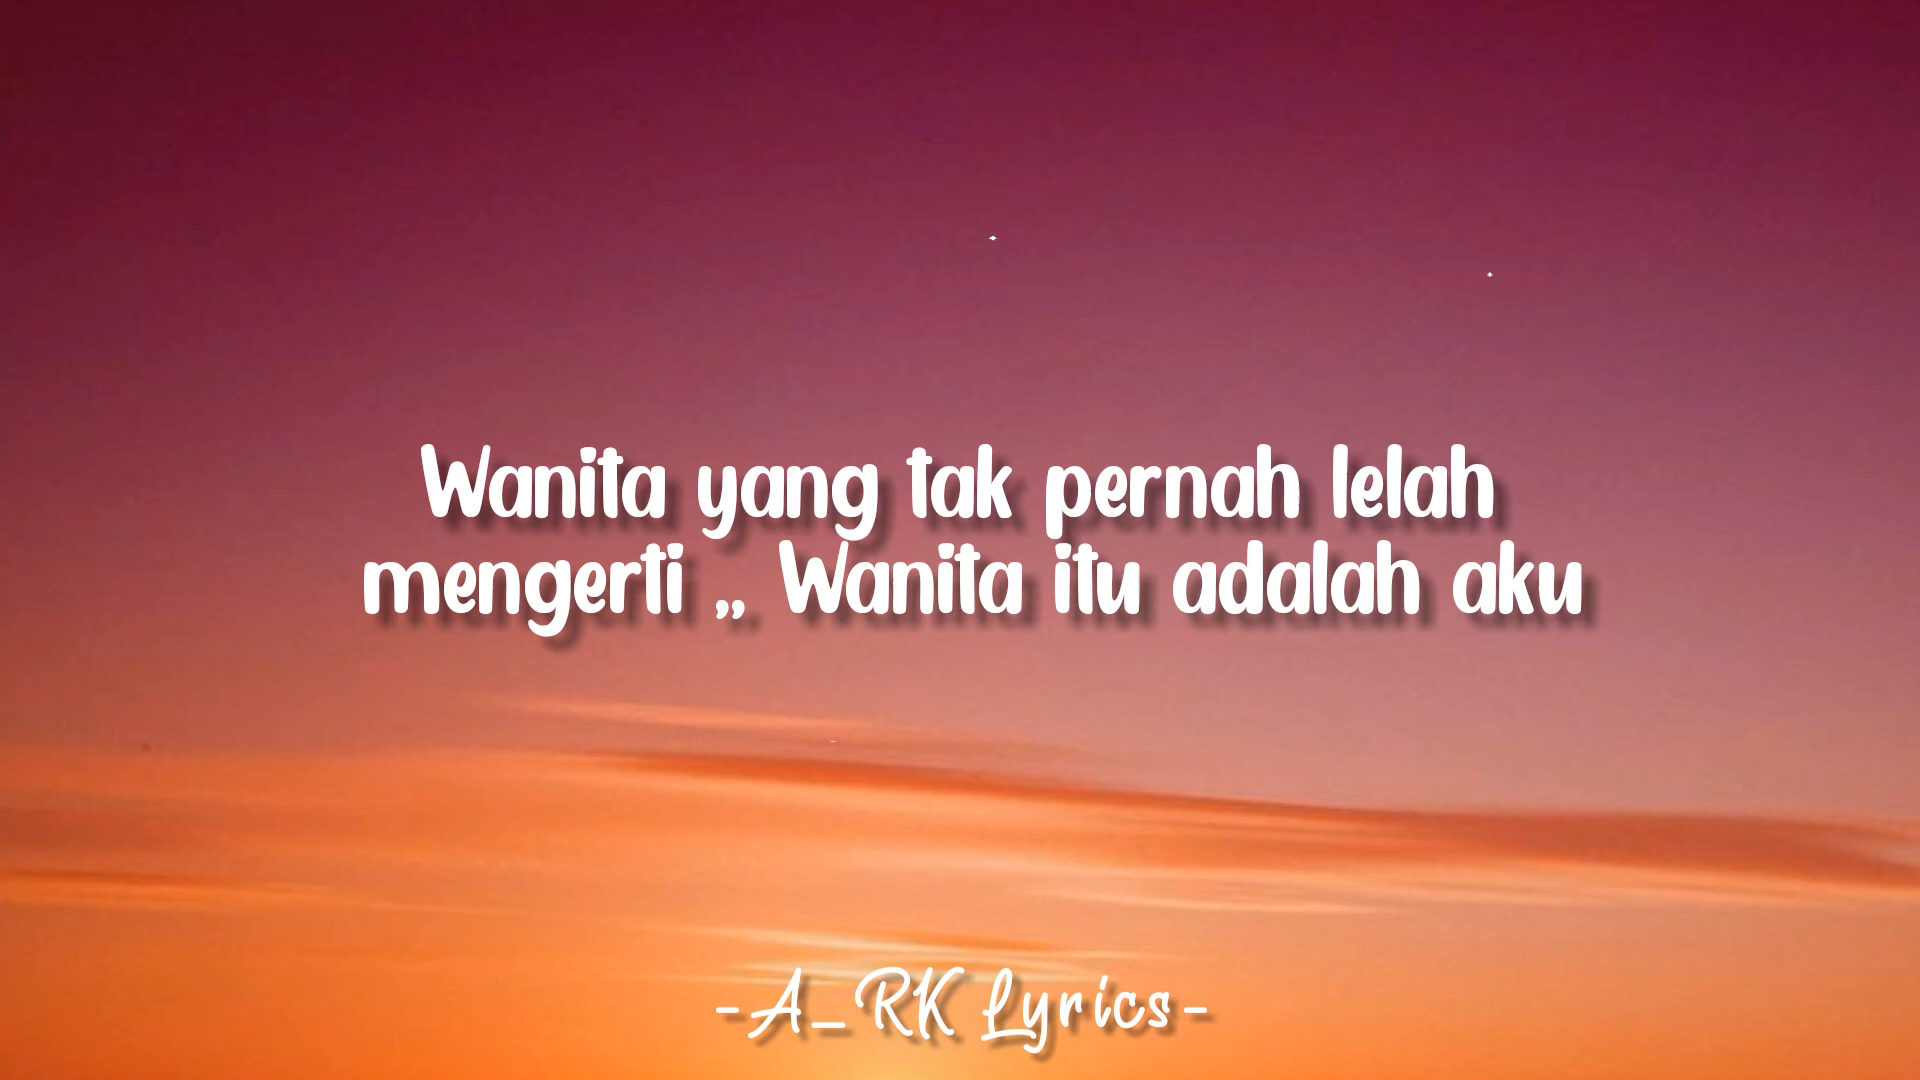 Wanita yang tak pernah lelah
mengerti ,, Wanita itu adalah aku
-A_RK Lyrics-